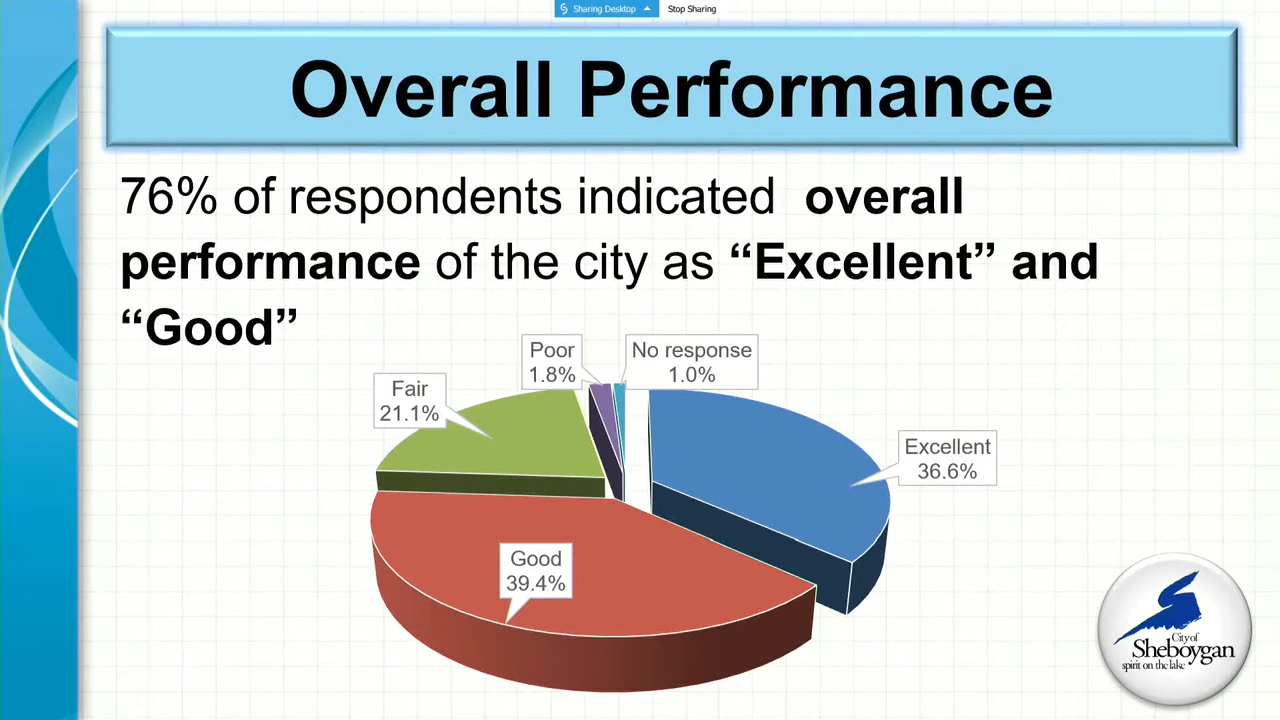 Sharing Desktop Stop Sharing
Overall Performance
76% of respondents indicated overall
performance of the city as “Excellent” and
“Good”
Poor
1.8%
No response
1.0%
Fair
21.1%
Excellent
36.6%
Good
39.4%
City of
Sheboygan
spirit on the lake